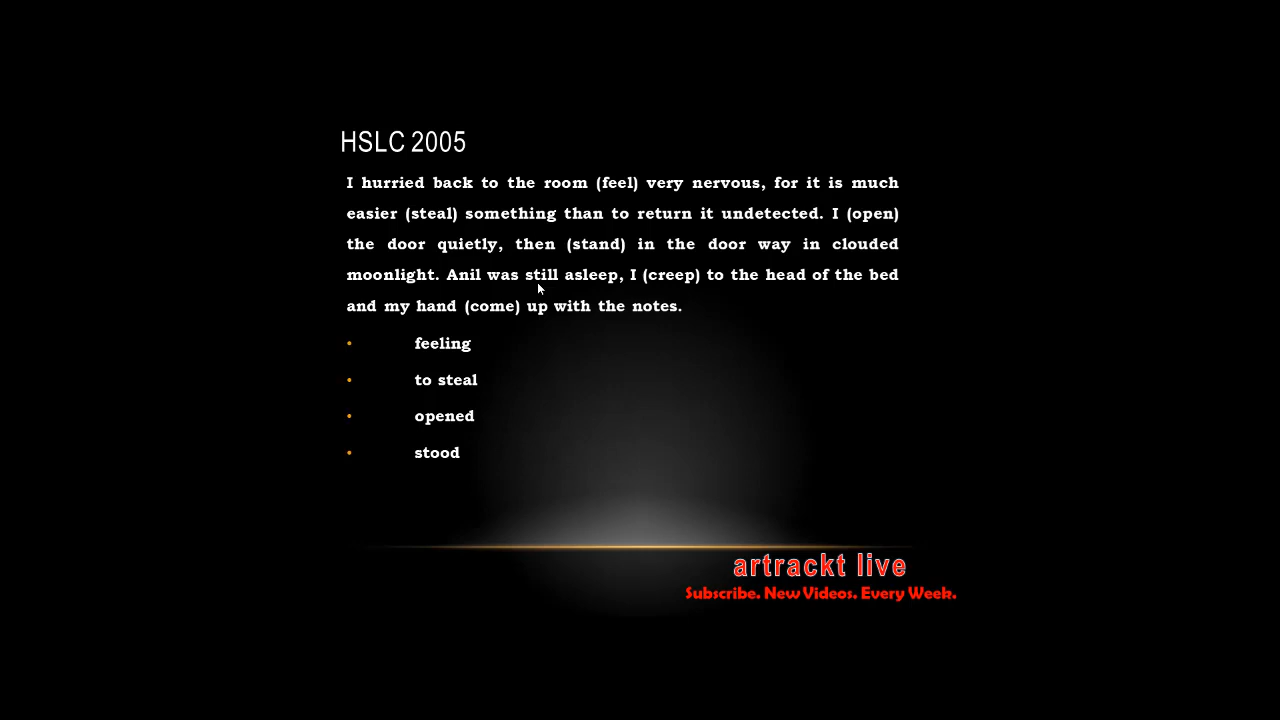 HSLC 2005
I hurried back to the room (feel) very nervous, for it is much
easier (steal) something than to return it undetected. I (open)
the door quietly, then (stand) in the door way in clouded
moonlight. Anil was still asleep, I (creep) to the head of the bed
and my hand (come) up with the notes.
• feeling
• to steal
• opened
• stood
artrackt live
Subscribe. New Videos. Every Week.